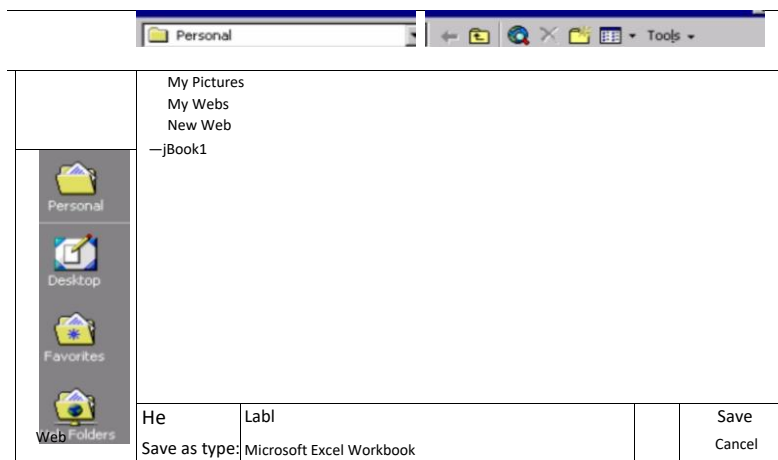 Personal
Tools
My Pictures
My Webs
New Web
—jBook1
Personal
Desktop
Favorites
Web Folders
He Labl Save
Save as type: Microsoft Excel Workbook Cancel